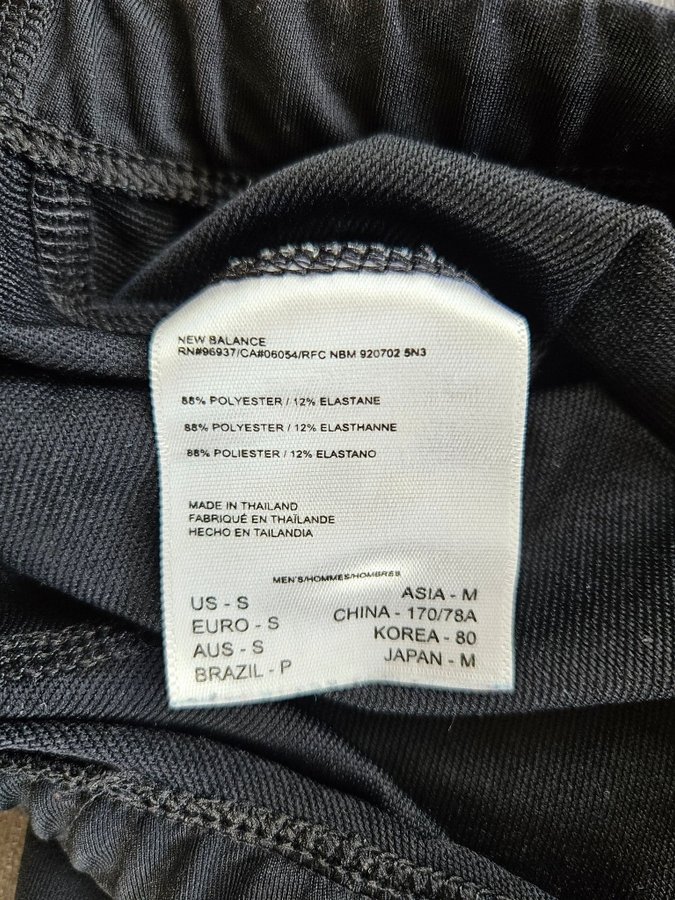 NEW BALANCE
RN#96937/CA#06054/RFC NBM 920702 5N3
88% POLYESTER / 12% ELASTANE
88% POLYESTER / 12% ELASTHANNE
88% POLIESTER / 12% ELASTANO
MADE IN THAILAND
FABRIQUÉ EN THAÏLANDE
HECHO EN TAILANDIA
MEN'S/HOMMES/HOMBRES
US - S
EURO - S
AUS - S
BRAZIL - P
ASIA - M
CHINA - 170/78A
KOREA - 80
JAPAN - M